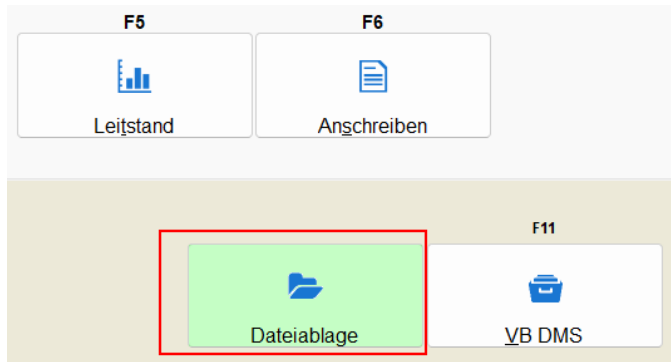 F5
F6
Leitstand
Anschreiben
F11
Dateiablage
VB DMS